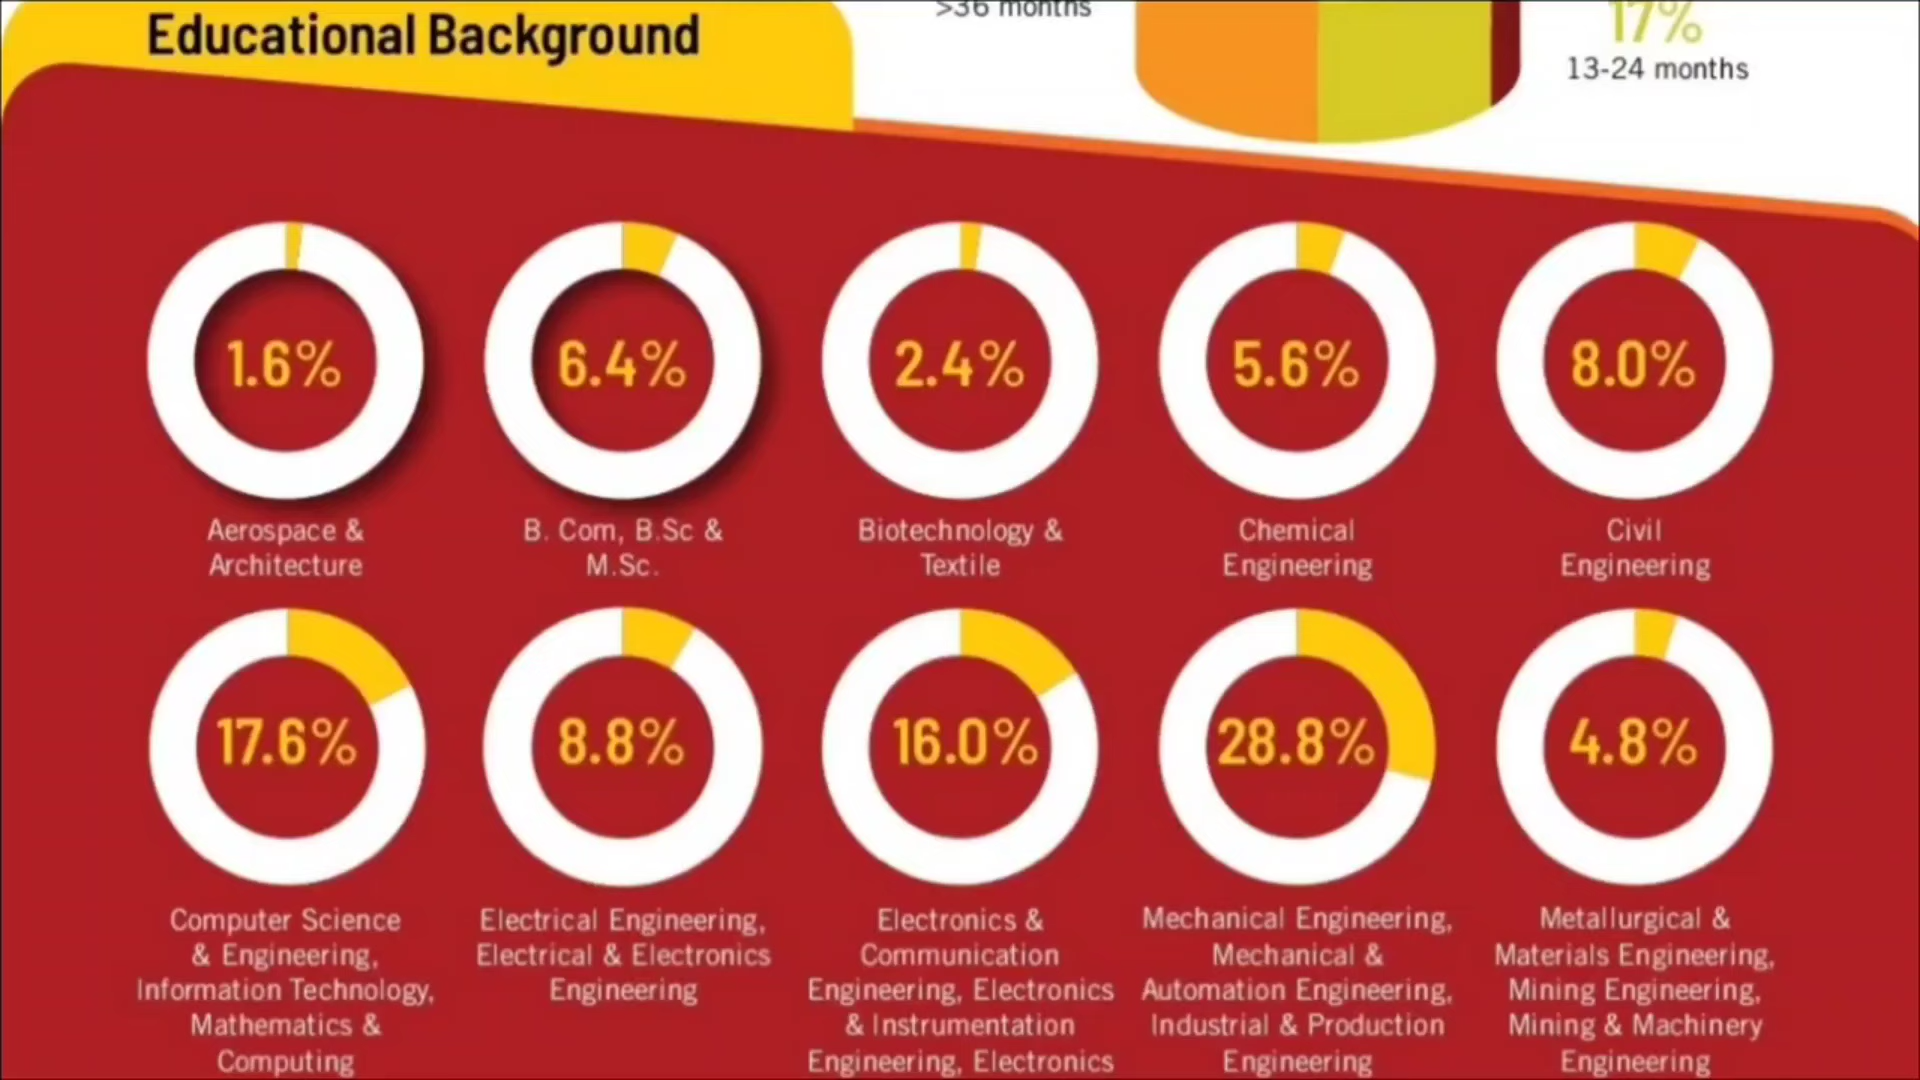 >36 months
17%
13-24 months
Educational Background
1.6%
Aerospace &
Architecture
6.4%
B. Com, B.Sc &
M.Sc.
2.4%
Biotechnology &
Textile
5.6%
Chemical
Engineering
8.0%
Civil
Engineering
17.6%
Computer Science
& Engineering,
Information Technology,
Mathematics &
Computing
8.8%
Electrical Engineering,
Electrical & Electronics
Engineering
16.0%
Electronics &
Communication
Engineering, Electronics
& Instrumentation
Engineering, Electronics
28.8%
Mechanical Engineering,
Mechanical &
Automation Engineering,
Industrial & Production
Engineering
4.8%
Metallurgical &
Materials Engineering,
Mining Engineering,
Mining & Machinery
Engineering